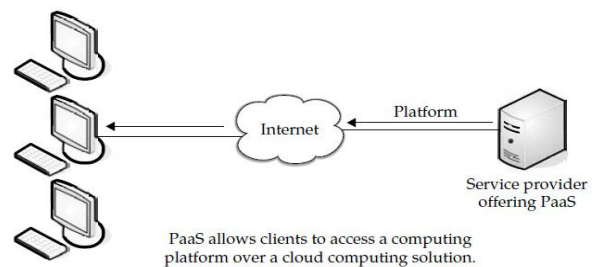 Platform
Internet
Service provider
offering PaaS
PaaS allows clients to access a computing
platform over a cloud computing solution.